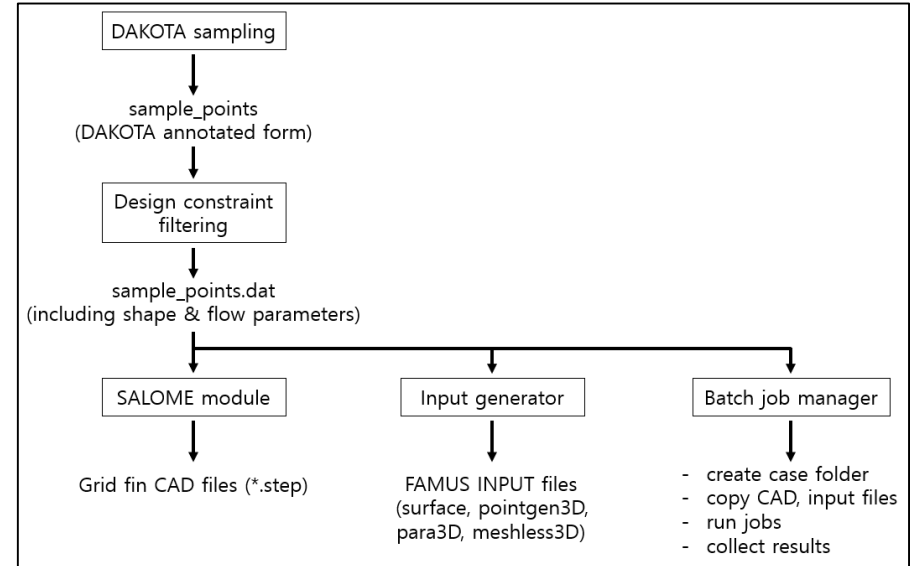 DAKOTA sampling
sample_points
(DAKOTA annotated form)
Design constraint
filtering
sample_points.dat
(including shape & flow parameters)
SALOME module
Input generator
Batch job manager
Grid fin CAD files (*.step)
FAMUS INPUT files
(surface, pointgen3D,
para3D, meshless3D)
- create case folder
- copy CAD, input files
- run jobs
- collect results